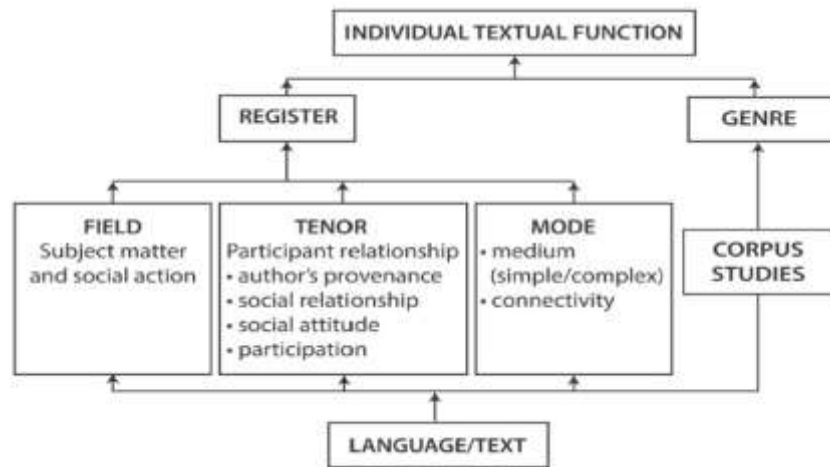 INDIVIDUAL TEXTUAL FUNCTION
REGISTER
GENRE
FIELD
Subject matter
and social action
TENOR
Participant relationship
• author's provenance
• social relationship
• social attitude
• participation
MODE
• medium
(simple/complex)
• connectivity
CORPUS
STUDIES
LANGUAGE/TEXT